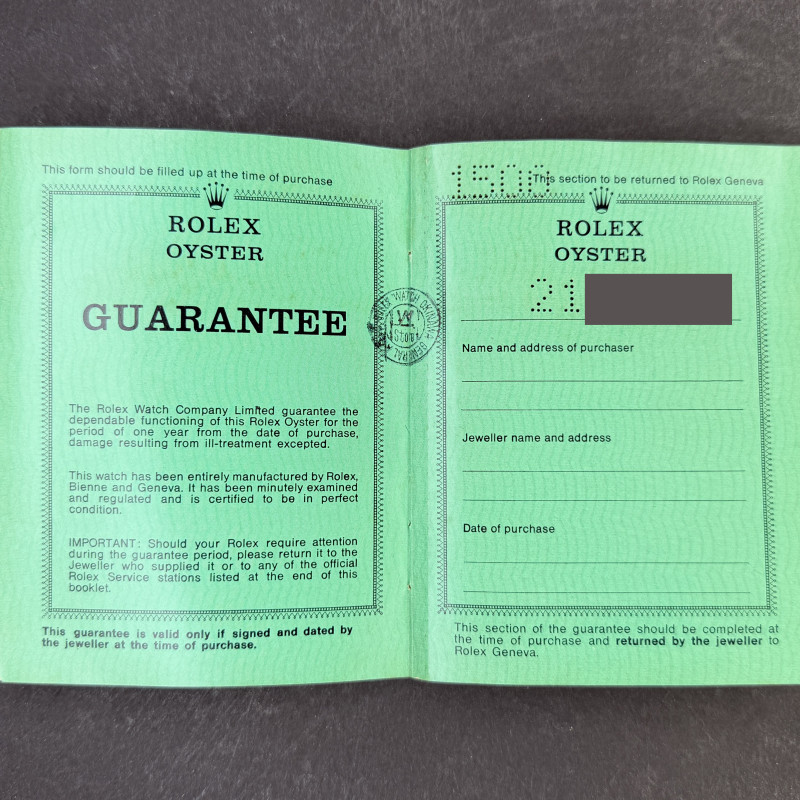 This form should be filled up at the time of purchase
ROLEX
OYSTER
GUARANTEE
The Rolex Watch Company Limited guarantee the
dependable functioning of this Rolex Oyster for the
period of one year from the date of purchase,
damage resulting from ill-treatment excepted.
This watch has been entirely manufactured by Rolex,
Bienne and Geneva. It has been minutely examined
and regulated and is certified to be in perfect
condition.
IMPORTANT: Should your Rolex require attention
during the guarantee period, please return it to the
Jeweller who supplied it or to any of the official
Rolex Service stations listed at the end of this
booklet.
This guarantee is valid only if signed and dated by
the jeweller at the time of purchase.
WATCH OKINAWA GENERAL
1500
This section to be returned to Rolex Geneva
ROLEX
OYSTER
21
Name and address of purchaser
Jeweller name and address
Date of purchase
This section of the guarantee should be completed at
the time of purchase and returned by the jeweller to
Rolex Geneva.